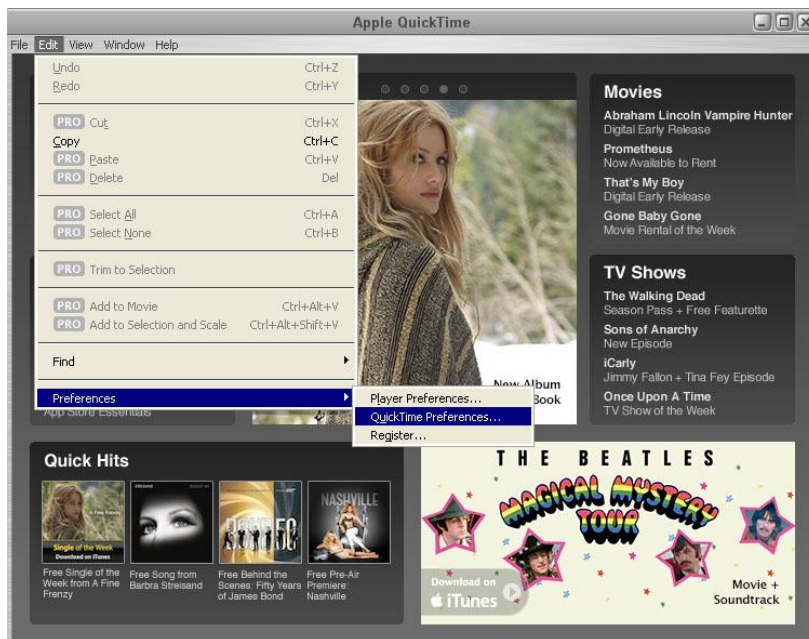 Apple QuickTime
File Edit View Window Help
Undo Ctrl+Z
Redo Ctrl+Y
PRO Cut Ctrl+X
Copy Ctrl+C
PRO Paste Ctrl+V
PRO Delete Del
PRO Select All Ctrl+A
PRO Select None Ctrl+B
PRO Trim to Selection
PRO Add to Movie Ctrl+Alt+V
PRO Add to Selection and Scale Ctrl+Alt+Shift+V
Find
Preferences
Player Preferences...
QuickTime Preferences...
Register...
App Store Essentials
New Album
Book
Movies
Abraham Lincoln Vampire Hunter
Digital Early Release
Prometheus
Now Available to Rent
That's My Boy
Digital Early Release
Gone Baby Gone
Movie Rental of the Week
TV Shows
The Walking Dead
Season Pass + Free Featurette
Sons of Anarchy
New Episode
iCarly
Jimmy Fallon + Tina Fey Episode
Once Upon A Time
TV Show of the Week
Quick Hits
A Fine Frenzy
Single of the Week
Download on iTunes
Free Single of the
Week from A Fine
Frenzy
STREISAND
Free Song from
Barbra Streisand
Free Behind the
Scenes: Fifty Years
of James Bond
NASHVILLE
Free Pre-Air
Premiere:
Nashville
THE BEATLES
MAGICAL MYSTERY
TOUR
Download on
iTunes
Movie +
Soundtrack